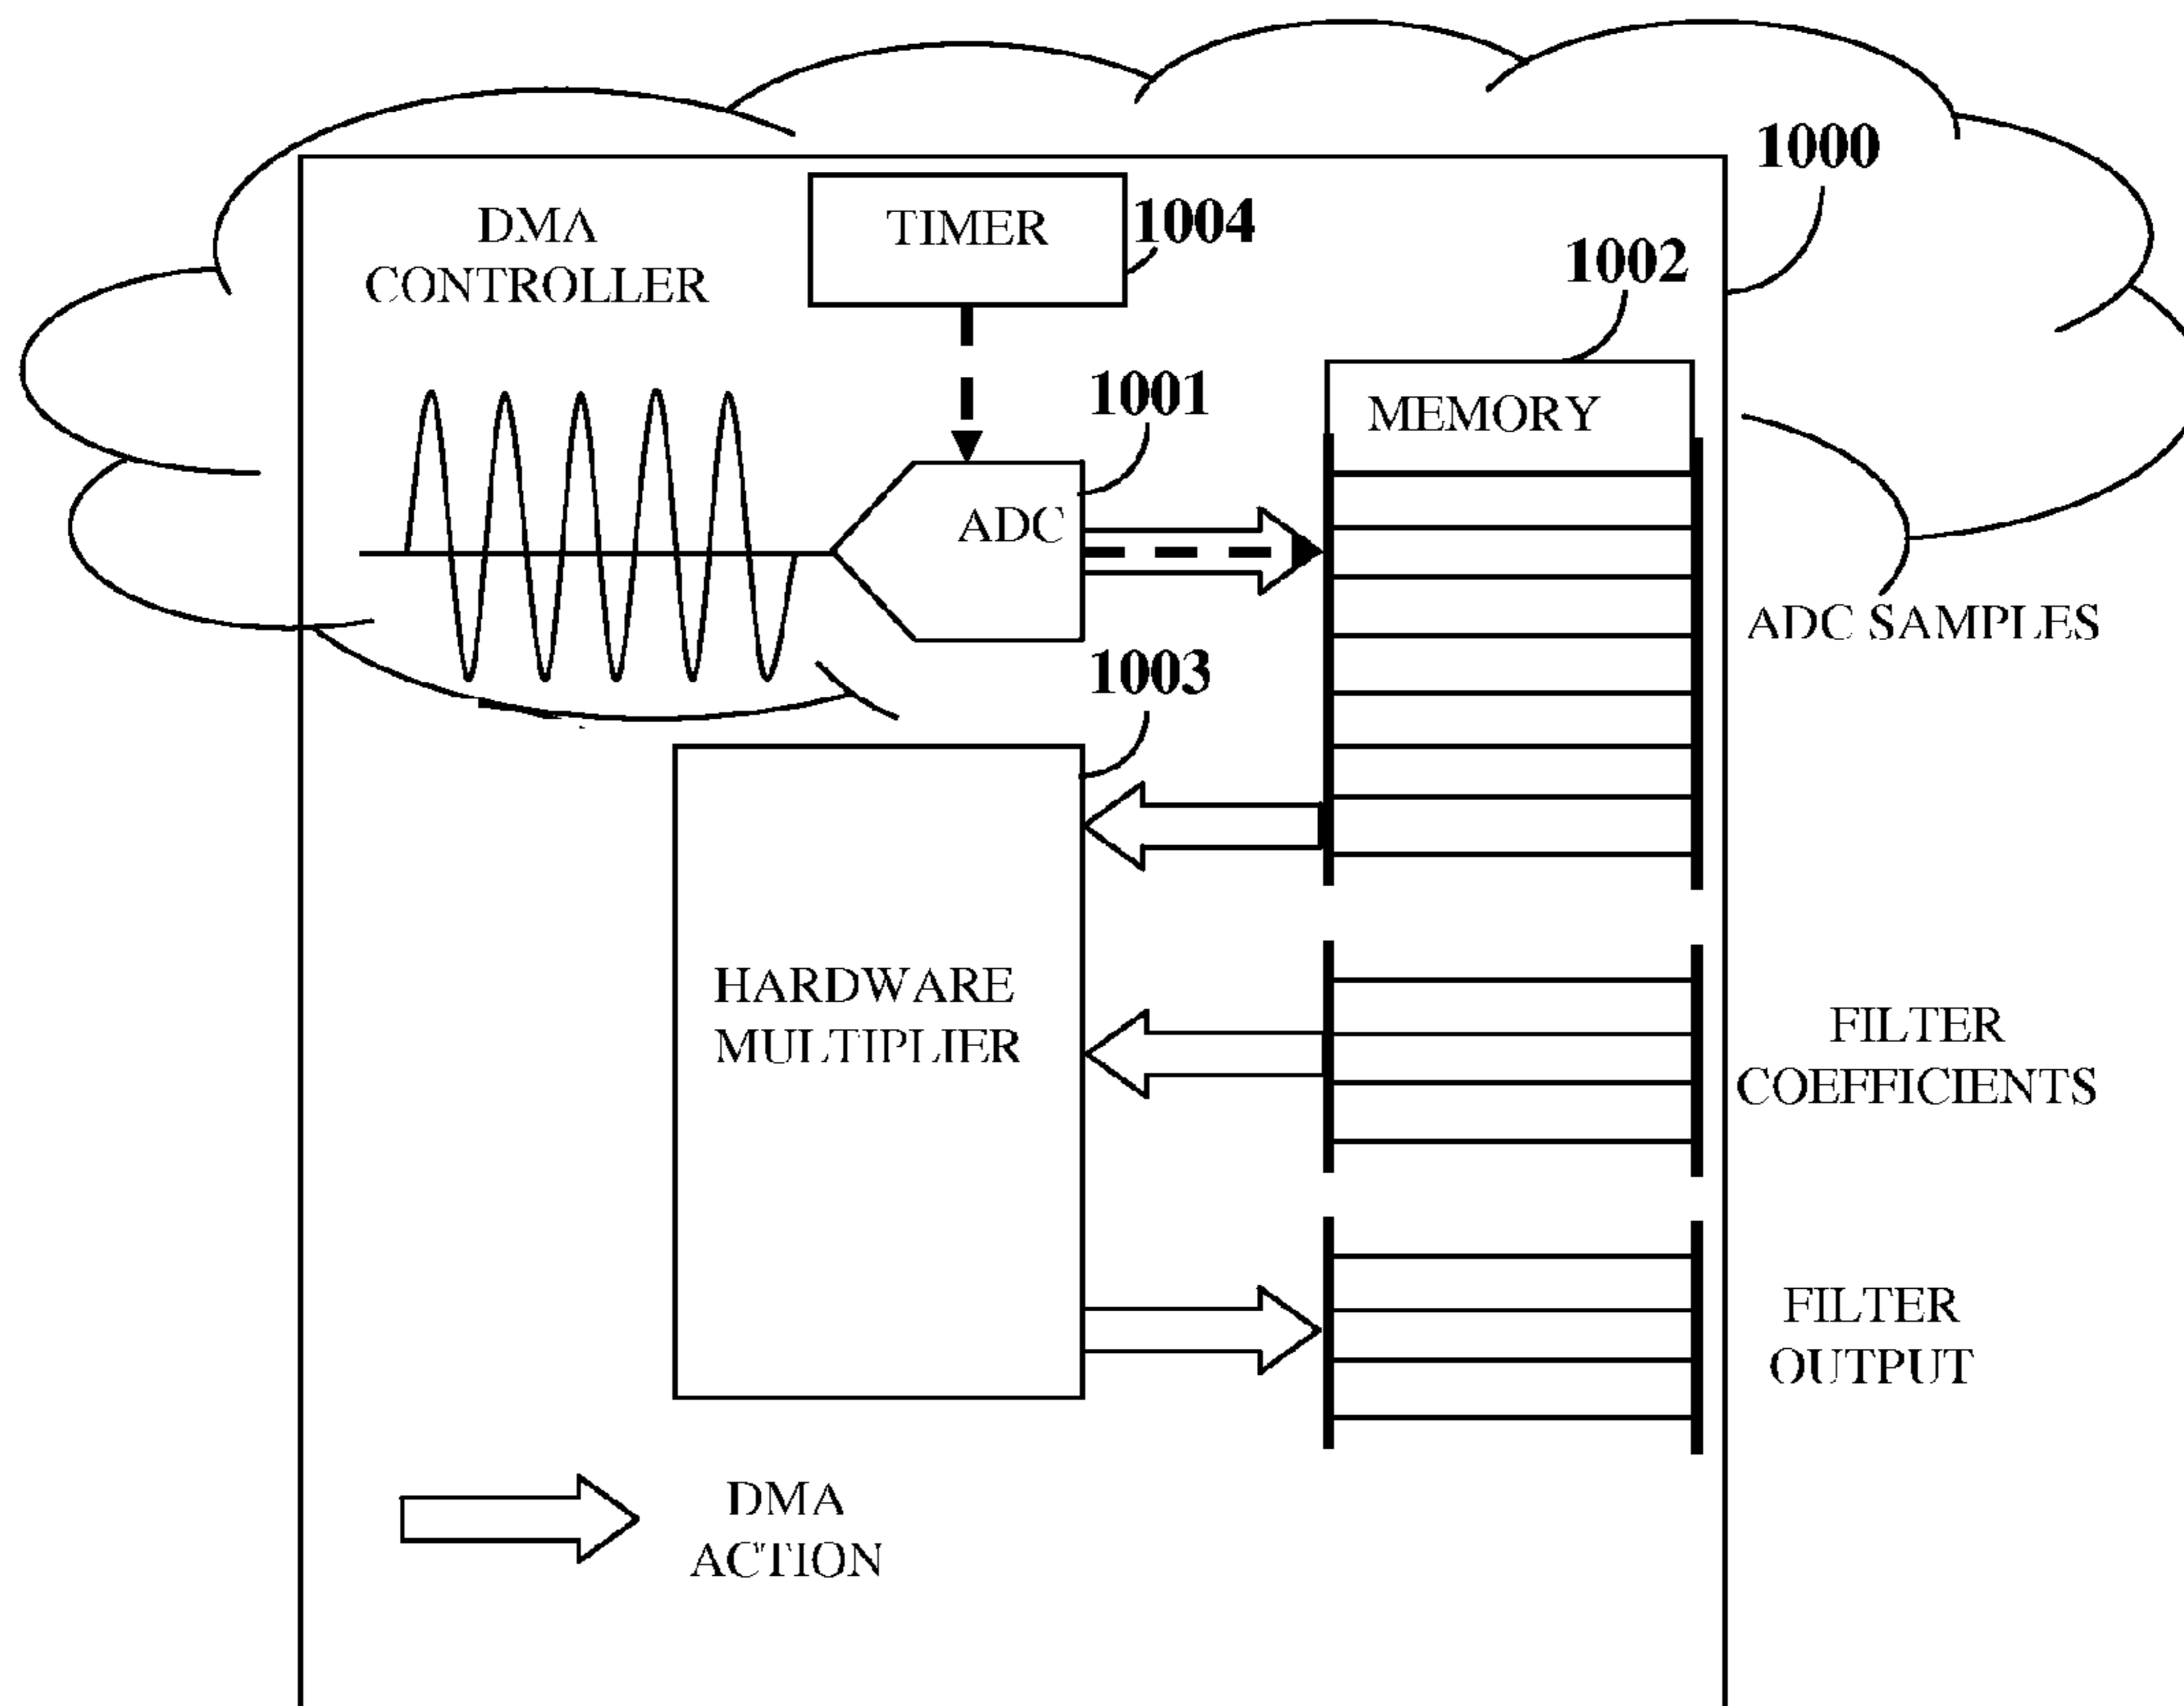 1000
DMA
CONTROLLER
TIMER
1004
1002
1001
MEMORY
ADC
ADC SAMPLES
1003
HARDWARE
MULTIPLIER
FILTER
COEFFICIENTS
FILTER
OUTPUT
DMA
ACTION